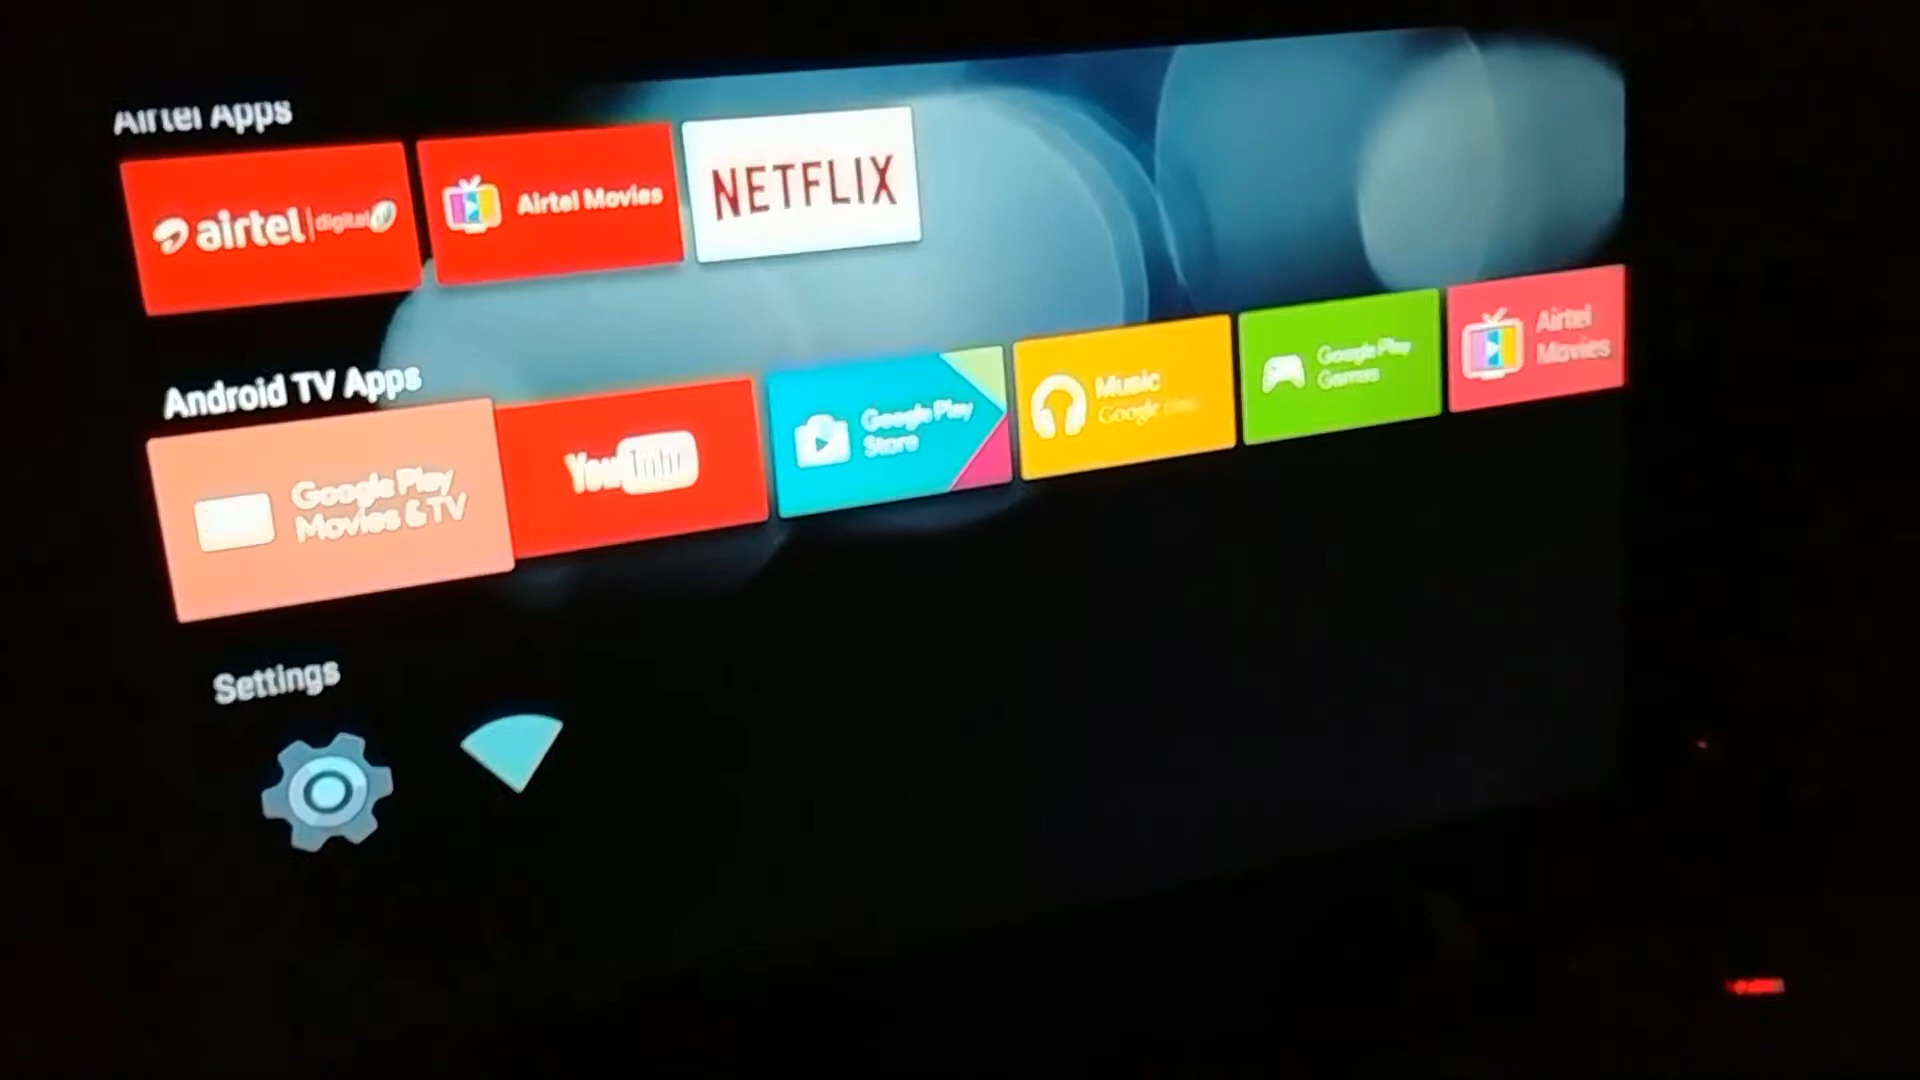 Airtel Apps
airtel digital
Airtel Movies
NETFLIX
Android TV Apps
Google Play
Movies & TV
YouTube
Google Play
Store
Music
Google
Google Play
Games
Airtel
Movies
Settings